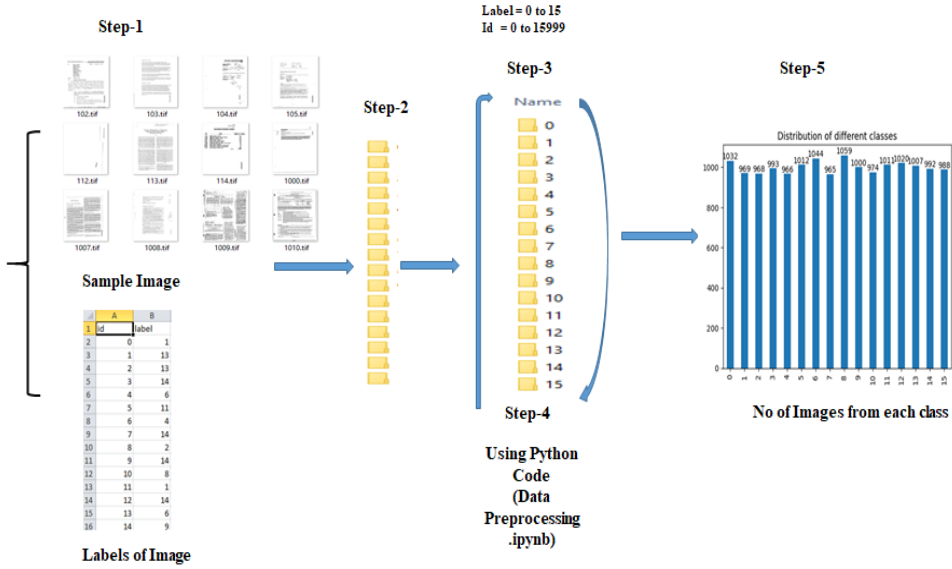 Label = 0 to 15
Id = 0 to 15999
Step-1
102.tif
103.tif
104.tif
105.tif
112.tif
113.tif
114.tif
1000.tif
1007.tif
1008.tif
1009.tif
1010.tif
Sample Image
A B
1 id label
2 0 1
3 1 13
4 2 13
5 3 14
6 4 6
7 5 11
8 6 4
9 7 14
10 8 2
11 9 14
12 10 8
13 11 1
14 12 14
15 13 6
16 14 9
Labels of Image
Step-2
Step-3
Name
0
1
2
3
4
5
6
7
8
9
10
11
12
13
14
15
Step-4
Using Python
Code
(Data
Preprocessing
.ipynb)
Step-5
Distribution of different classes
1032 969 968 993 966 1012 1044 965 1059 1000 974 1011 1020 1007 992 988
1000
800
600
400
200
0
0 1 2 3 4 5 6 7 8 9 10 11 12 13 14 15
No of Images from each class